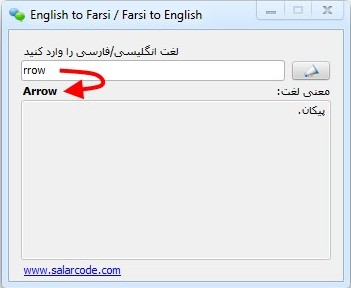 English to Farsi / Farsi to English
لغت انگلیسی/فارسی را وارد کنید
rrow
معنی لغت:
Arrow
پیکان.
www.salarcode.com